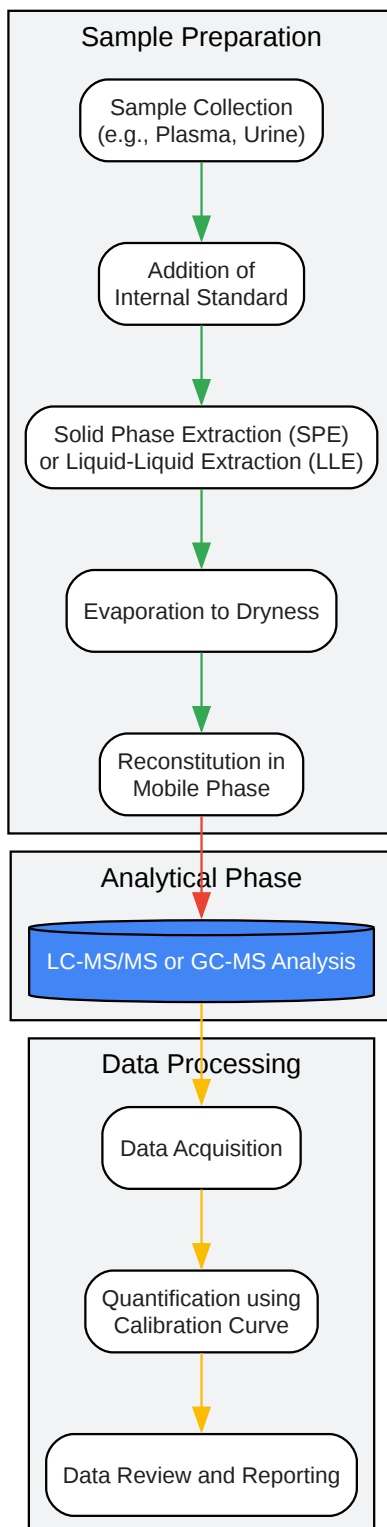 Sample Preparation
Sample Collection
(e.g., Plasma, Urine)
Addition of
Internal Standard
Solid Phase Extraction (SPE)
or Liquid-Liquid Extraction (LLE)
Evaporation to Dryness
Reconstitution in
Mobile Phase
Analytical Phase
LC-MS/MS or GC-MS Analysis
Data Processing
Data Acquisition
Quantification using
Calibration Curve
Data Review and Reporting